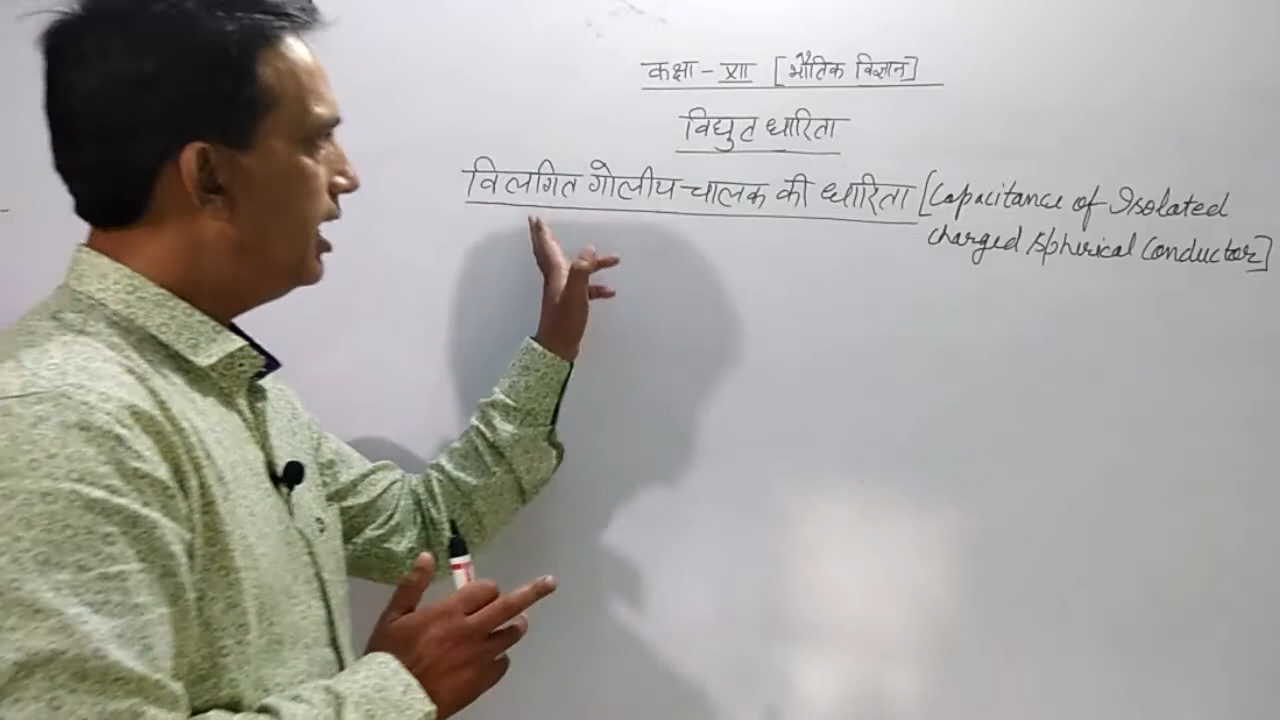 कक्षा - XII [भौतिक विज्ञान]
विद्युत धारिता
विलगित गोलीय चालक की धारिता [Capacitance of Isolated
charged Spherical Conductor]